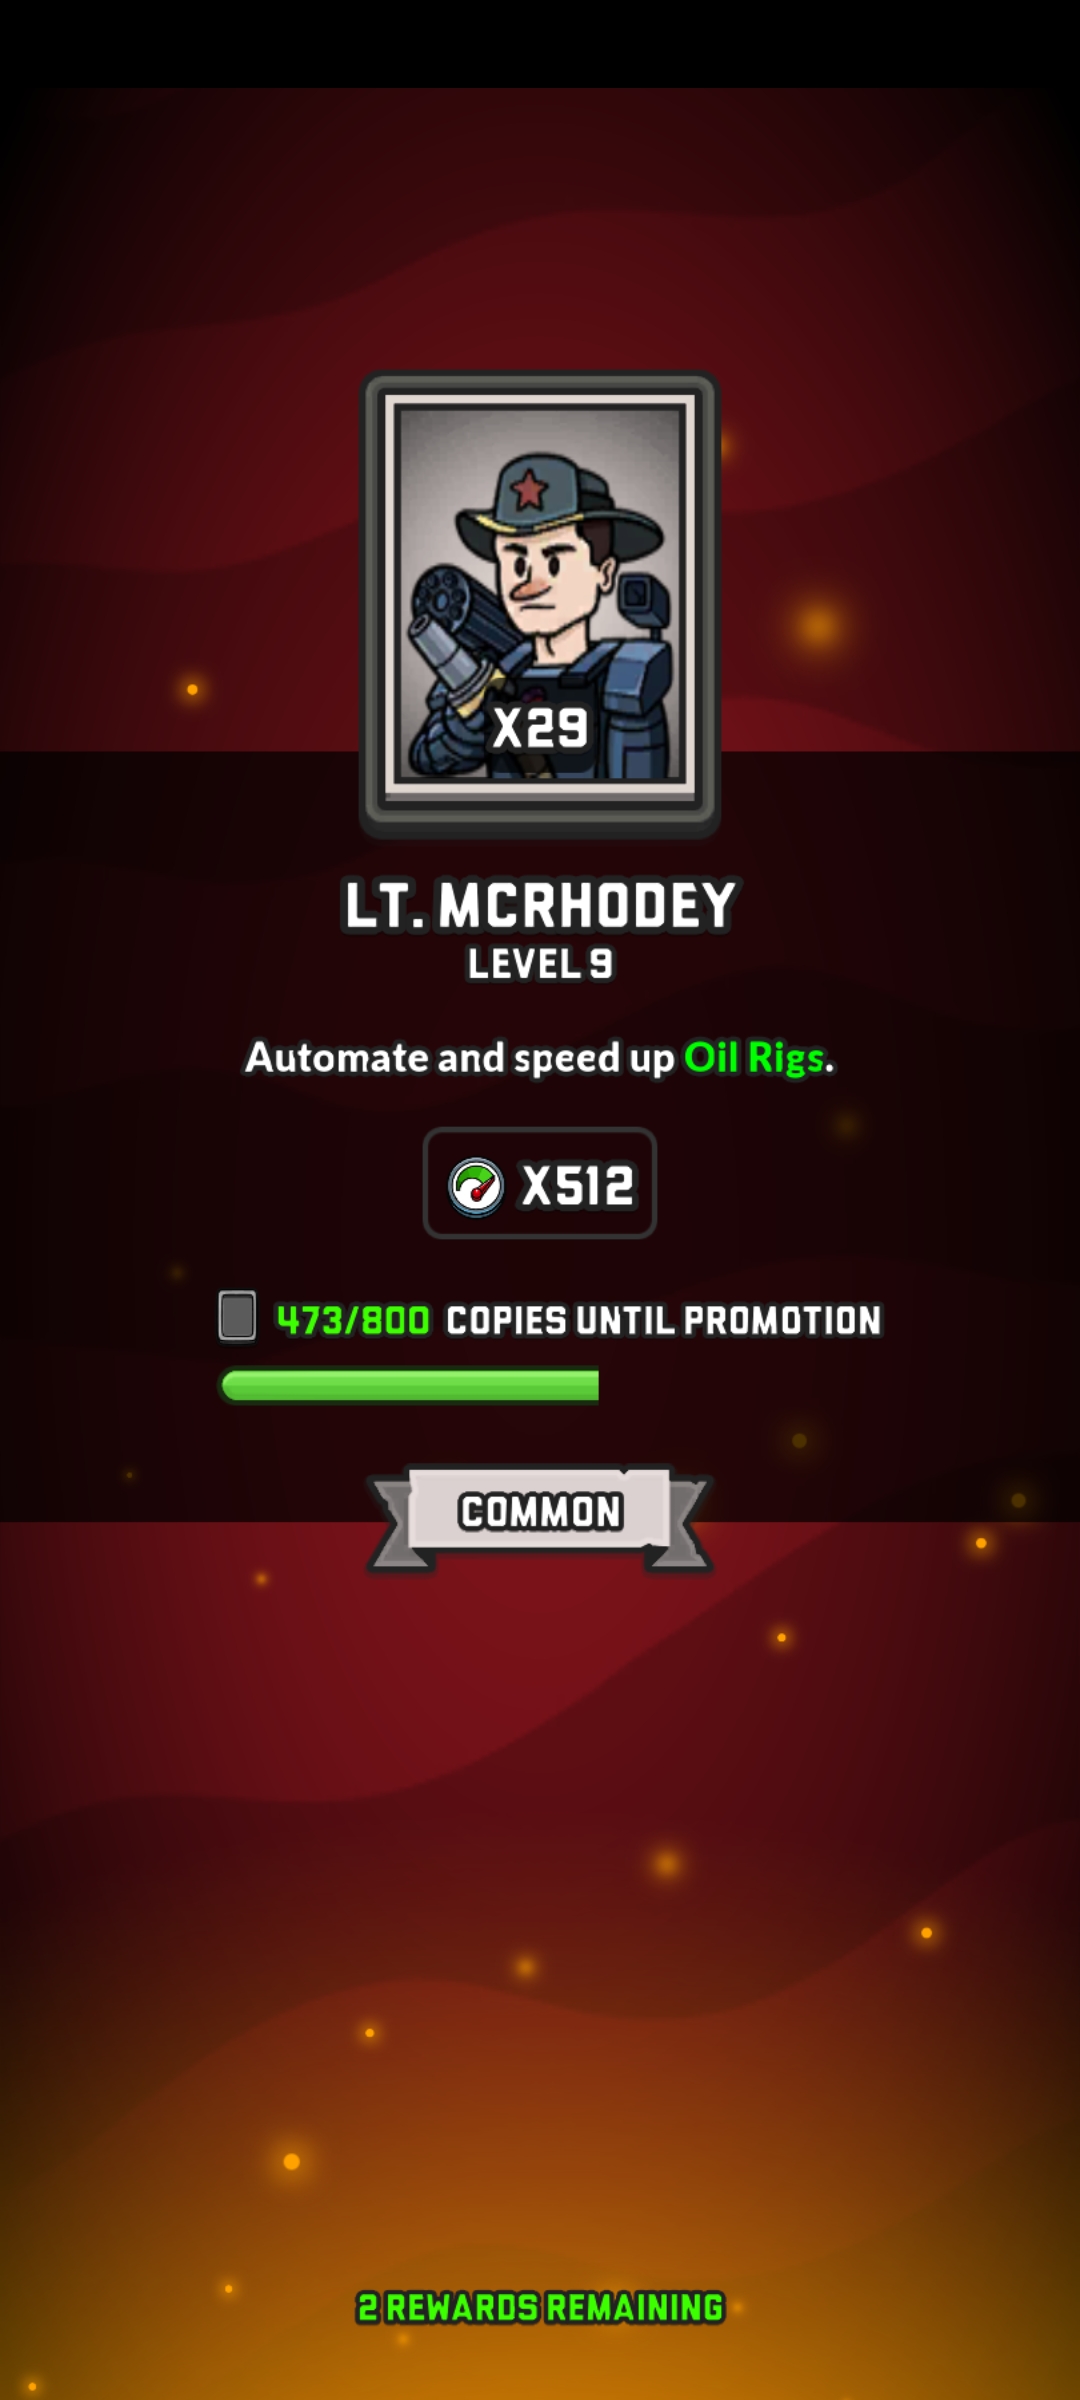 X29
LT. MCRHODEY
LEVEL 9
Automate and speed up Oil Rigs.
X512
473/800 COPIES UNTIL PROMOTION
COMMON
2 REWARDS REMAINING